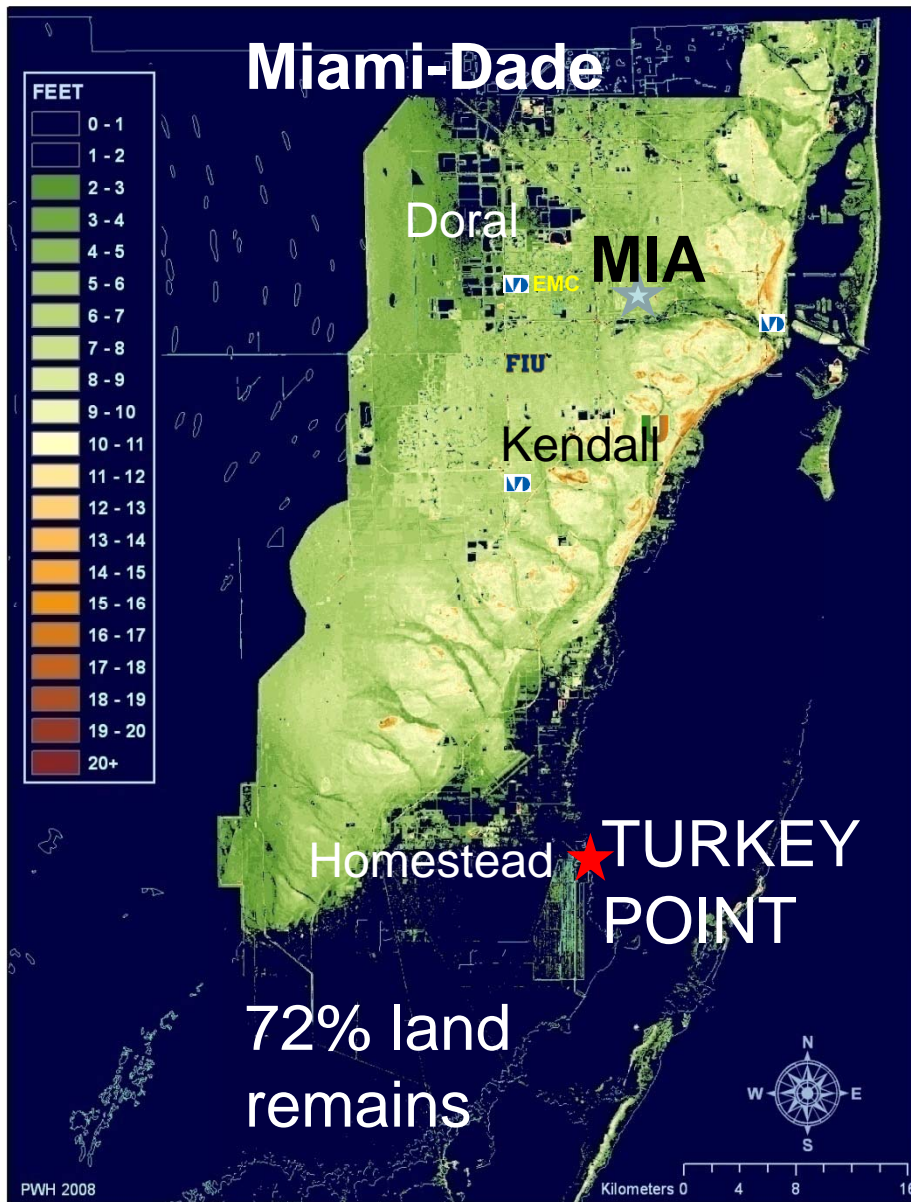 Miami-Dade
FEET
0 - 1
1 - 2
2 - 3
3 - 4
4 - 5
5 - 6
6 - 7
7 - 8
8 - 9
9 - 10
10 - 11
11 - 12
12 - 13
13 - 14
14 - 15
15 - 16
16 - 17
17 - 18
18 - 19
19 - 20
20+
Doral
MIA
EMC
FIU
U
Kendall
Homestead
TURKEY
POINT
72% land
remains
N
W E
S
PWH 2008
Kilometers 0 4 8 16